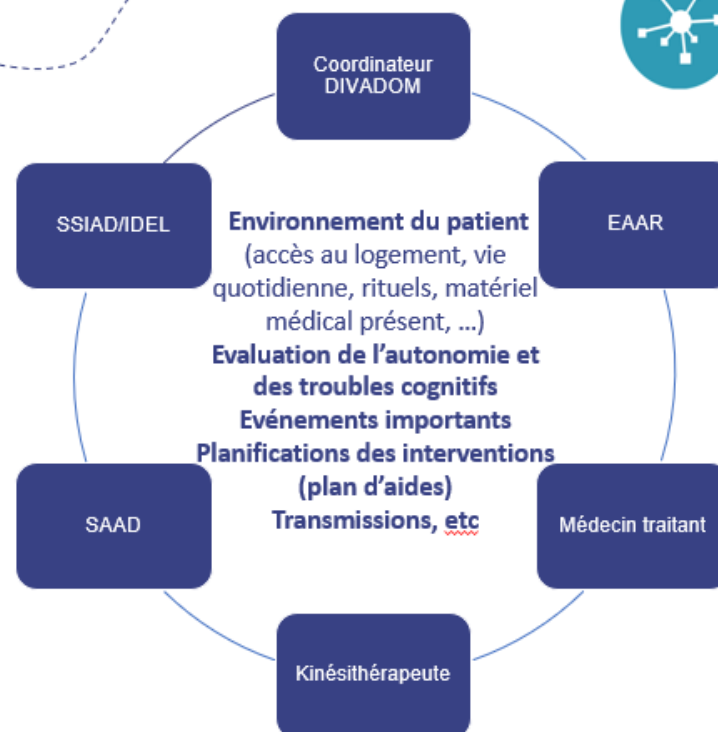 Coordinateur
DIVADOM
SSIAD/IDEL
EAAR
Environnement du patient
(accès au logement, vie
quotidienne, rituels, matériel
médical présent, ...)
Evaluation de l'autonomie et
des troubles cognitifs
Evénements importants
Planifications des interventions
(plan d'aides)
Transmissions, etc
SAAD
Médecin traitant
Kinésithérapeute